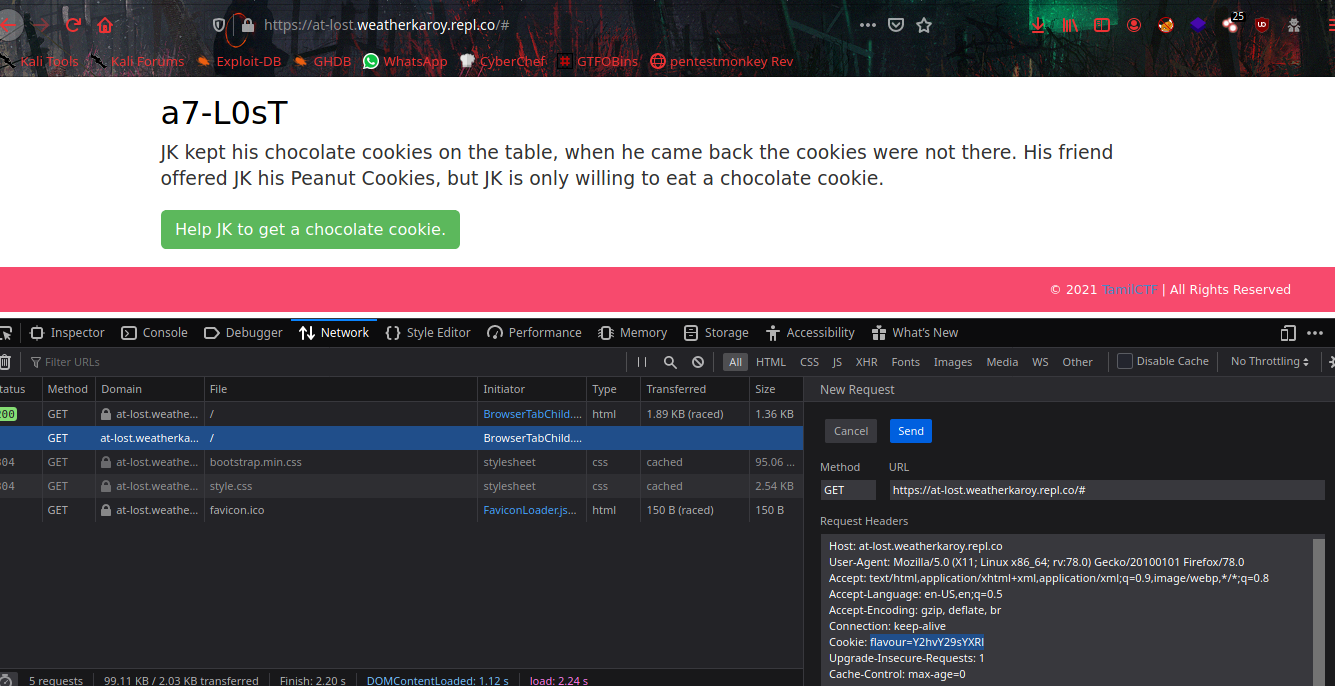 https://at-lost.weatherkaroy.repl.co/#
25
Kali Tools Kali Forums Exploit-DB GHDB WhatsApp CyberChef GTFOBins pentestmonkey Rev
a7-L0sT
JK kept his chocolate cookies on the table, when he came back the cookies were not there. His friend
offered JK his Peanut Cookies, but JK is only willing to eat a chocolate cookie.
Help JK to get a chocolate cookie.
© 2021 TamilCTF | All Rights Reserved
Inspector Console Debugger Network Style Editor Performance Memory Storage Accessibility What's New
Filter URLs All HTML CSS JS XHR Fonts Images Media WS Other Disable Cache No Throttling
tatus Method Domain File Initiator Type Transferred Size
200 GET at-lost.weathe... / BrowserTabChild.... html 1.89 KB (raced) 1.36 KB
GET at-lost.weatherka... / BrowserTabChild....
304 GET at-lost.weathe... bootstrap.min.css stylesheet css cached 95.06 ...
304 GET at-lost.weathe... style.css stylesheet css cached 2.54 KB
GET at-lost.weathe... favicon.ico FaviconLoader.js... html 150 B (raced) 150 B
5 requests 99.11 KB / 2.03 KB transferred Finish: 2.20 s DOMContentLoaded: 1.12 s load: 2.24 s
New Request
Cancel Send
Method URL
GET https://at-lost.weatherkaroy.repl.co/#
Request Headers
Host: at-lost.weatherkaroy.repl.co
User-Agent: Mozilla/5.0 (X11; Linux x86_64; rv:78.0) Gecko/20100101 Firefox/78.0
Accept: text/html,application/xhtml+xml,application/xml;q=0.9,image/webp,*/*;q=0.8
Accept-Language: en-US,en;q=0.5
Accept-Encoding: gzip, deflate, br
Connection: keep-alive
Cookie: flavour=Y2hvY29sYXRl
Upgrade-Insecure-Requests: 1
Cache-Control: max-age=0